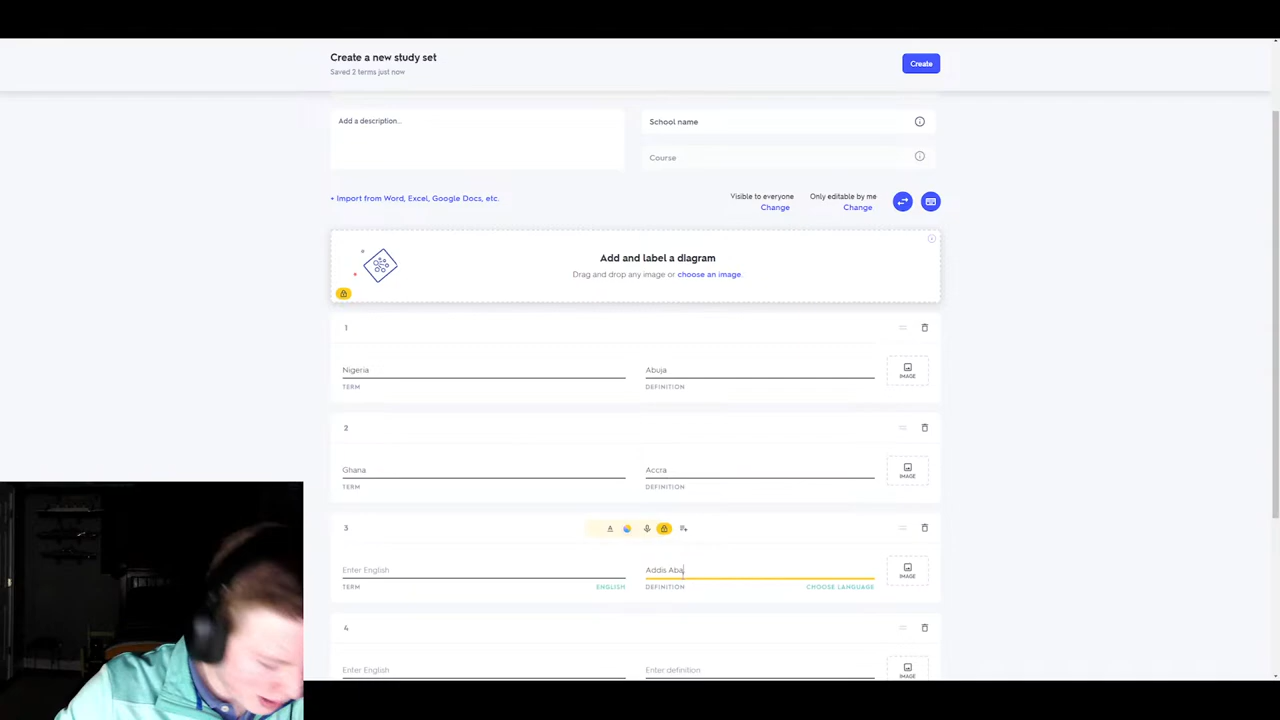 Create a new study set
Saved 2 terms just now
Create
Add a description...
School name
Course
+ Import from Word, Excel, Google Docs, etc.
Visible to everyone
Change
Only editable by me
Change
Add and label a diagram
Drag and drop any image or choose an image
1
Nigeria
Abuja
TERM
DEFINITION
IMAGE
2
Ghana
Accra
TERM
DEFINITION
IMAGE
3
A
Enter English
Addis Aba
TERM
ENGLISH
DEFINITION
CHOOSE LANGUAGE
IMAGE
4
Enter English
Enter definition
IMAGE